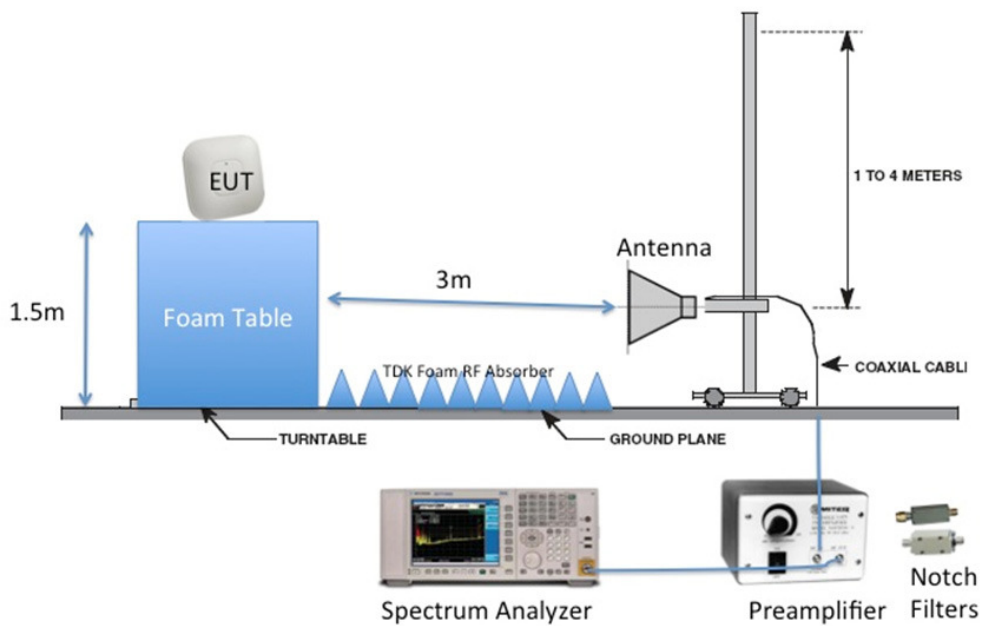 EUT
1 TO 4 METERS
Antenna
3m
1.5m
Foam Table
TDK Foam RF Absorber
COAXIAL CABLI
TURNTABLE
GROUND PLANE
MITEQ
Spectrum Analyzer
Preamplifier
Notch
Filters